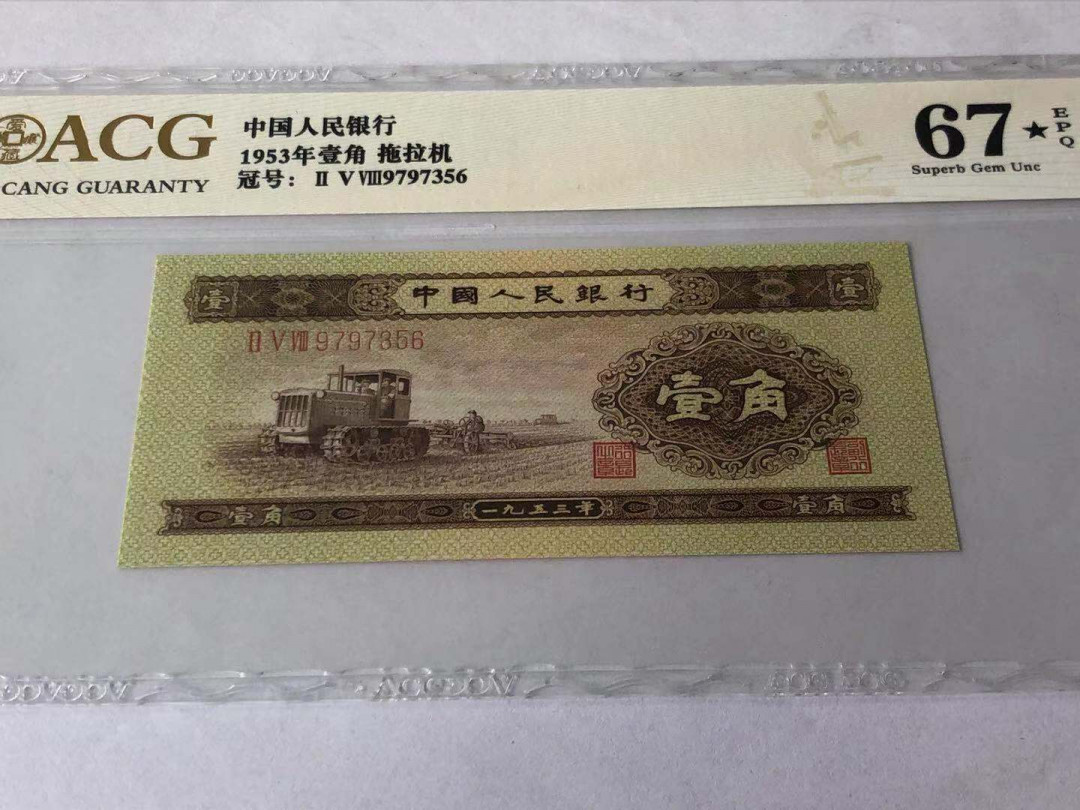 ACG
CANG GUARANTY
中国人民银行
1953年壹角 拖拉机
冠号: Ⅱ Ⅴ Ⅷ9797356
67★
EPQ
Superb Gem Unc
壹
中國人民銀行
壹
Ⅱ Ⅴ Ⅷ 9797356
壹角
壹角
一九五三年
壹角